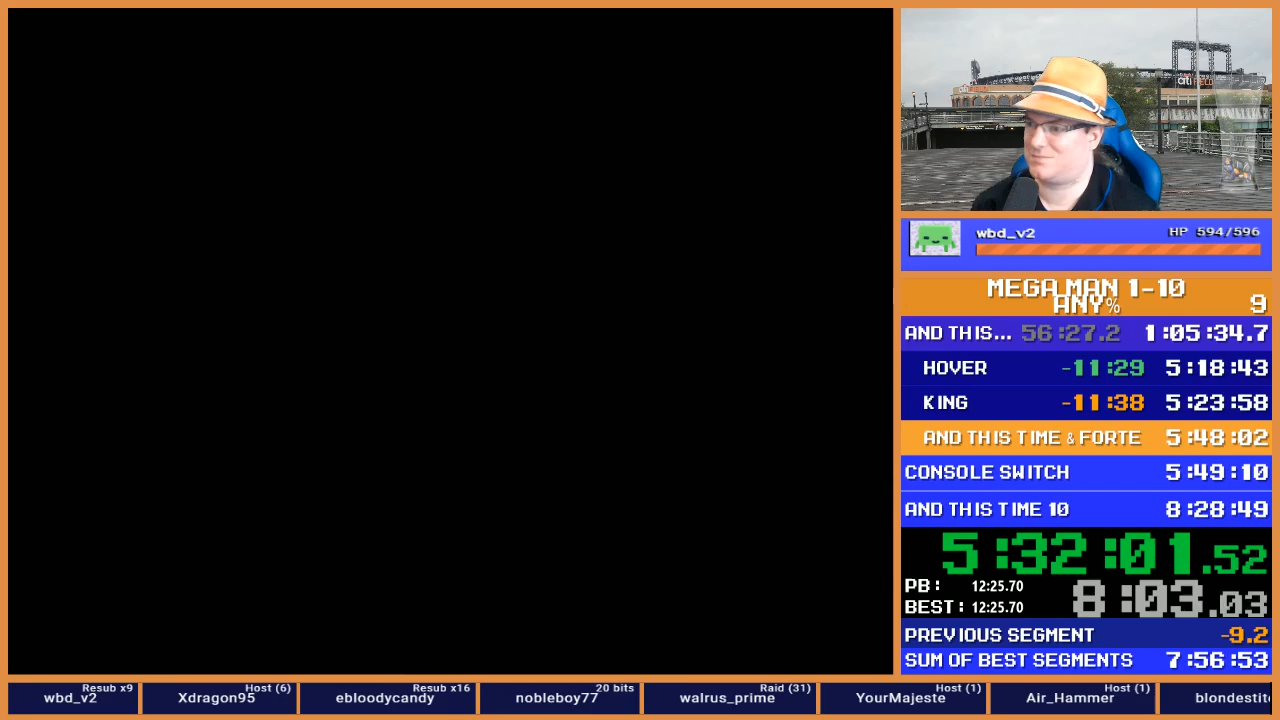 citi FIELD
citi FIELD
wbd_v2 HP 594/596
MEGA MAN 1-10
ANY% 9
AND THIS... 56:27.2 1:05:34.7
HOVER -11:29 5:18:43
KING -11:38 5:23:58
AND THIS TIME & FORTE 5:48:02
CONSOLE SWITCH 5:49:10
AND THIS TIME 10 8:28:49
5:32:01.52
PB: 12:25.70 8:03.03
BEST: 12:25.70
PREVIOUS SEGMENT -9.2
SUM OF BEST SEGMENTS 7:56:53
Resub x9 Host (6) Resub x16 20 bits Raid (31) Host (1) Host (1)
wbd_v2 Xdragon95 ebloodycandy nobleboy77 walrus_prime YourMajeste Air_Hammer blondestit